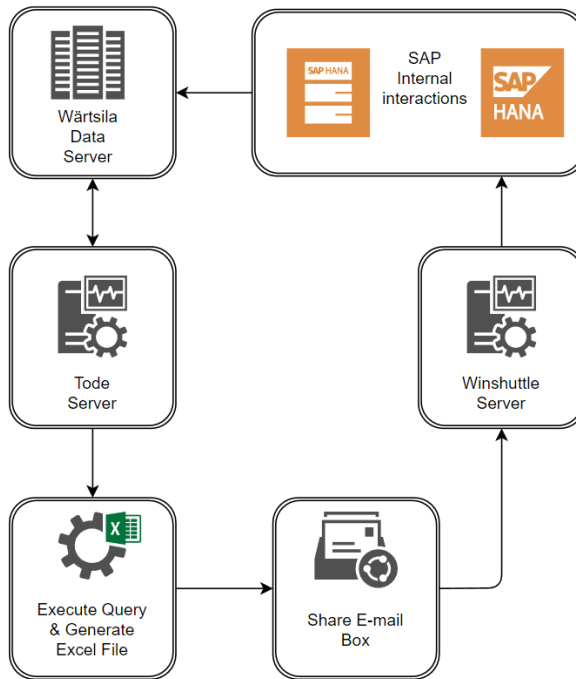 Wärtsila
Data
Server
SAP HANA
SAP
Internal
interactions
SAP
HANA
Tode
Server
Winshuttle
Server
X
Execute Query
& Generate
Excel File
Share E-mail
Box